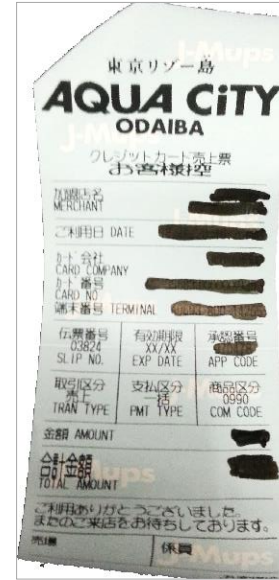 東京リゾート島
AQUA CiTY
ODAIBA
クレジットカード売上票
お客様控
加盟店名
MERCHANT
ご利用日 DATE
カード会社
CARD COMPANY
カード番号
CARD NO
端末番号 TERMINAL
伝票番号 有効期限 承認番号
03824 XX/XX
SLIP NO. EXP DATE APP CODE
取引区分 支払区分 商品区分
売上 一括 0990
TRAN TYPE PMT TYPE COM CODE
金額 AMOUNT
合計金額
TOTAL AMOUNT
ご利用ありがとうございました
またのご来店をお待ちしております。
売場 係員
J-Mups